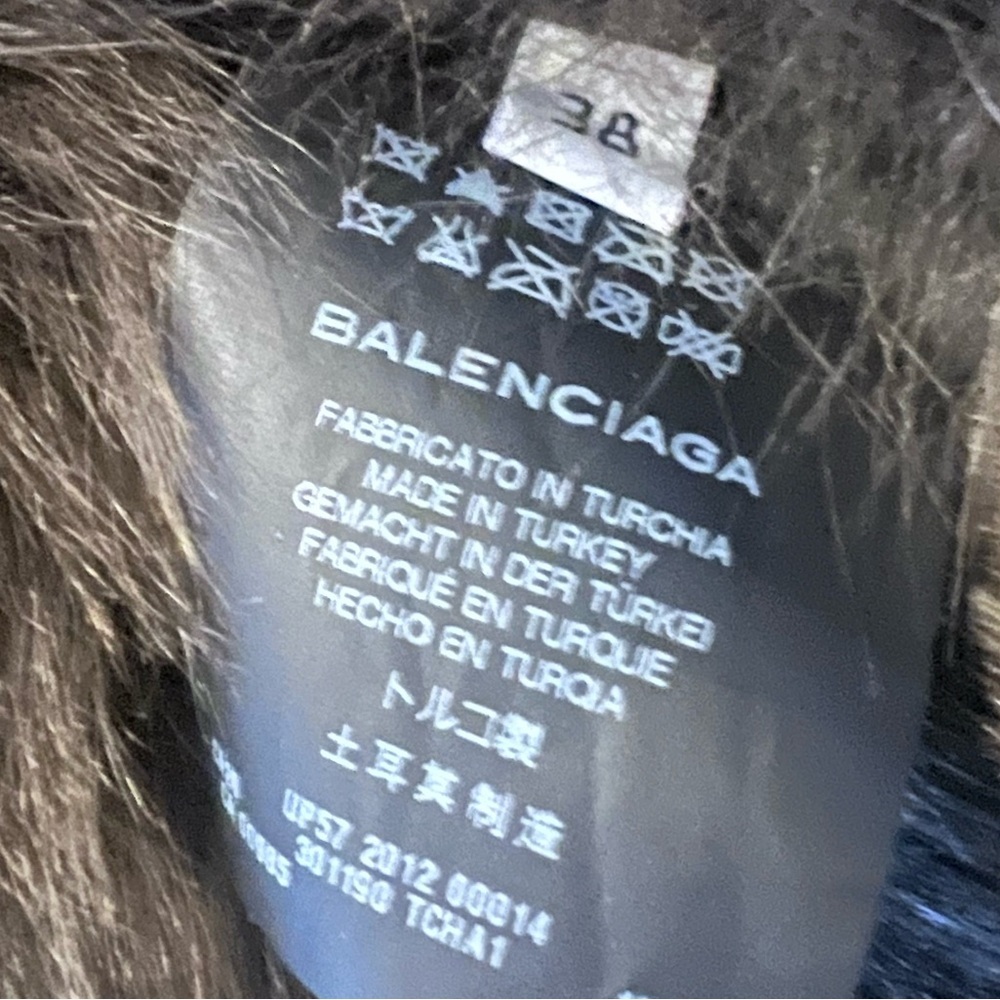 38
BALENCIAGA
FABBRICATO IN TURCHIA
MADE IN TURKEY
GEMACHT IN DER TÜRKEI
FABRIQUÉ EN TURQUIE
HECHO EN TURQIA
トルコ製
土耳其制造
UP57 2012 00014
301190 TCHA1